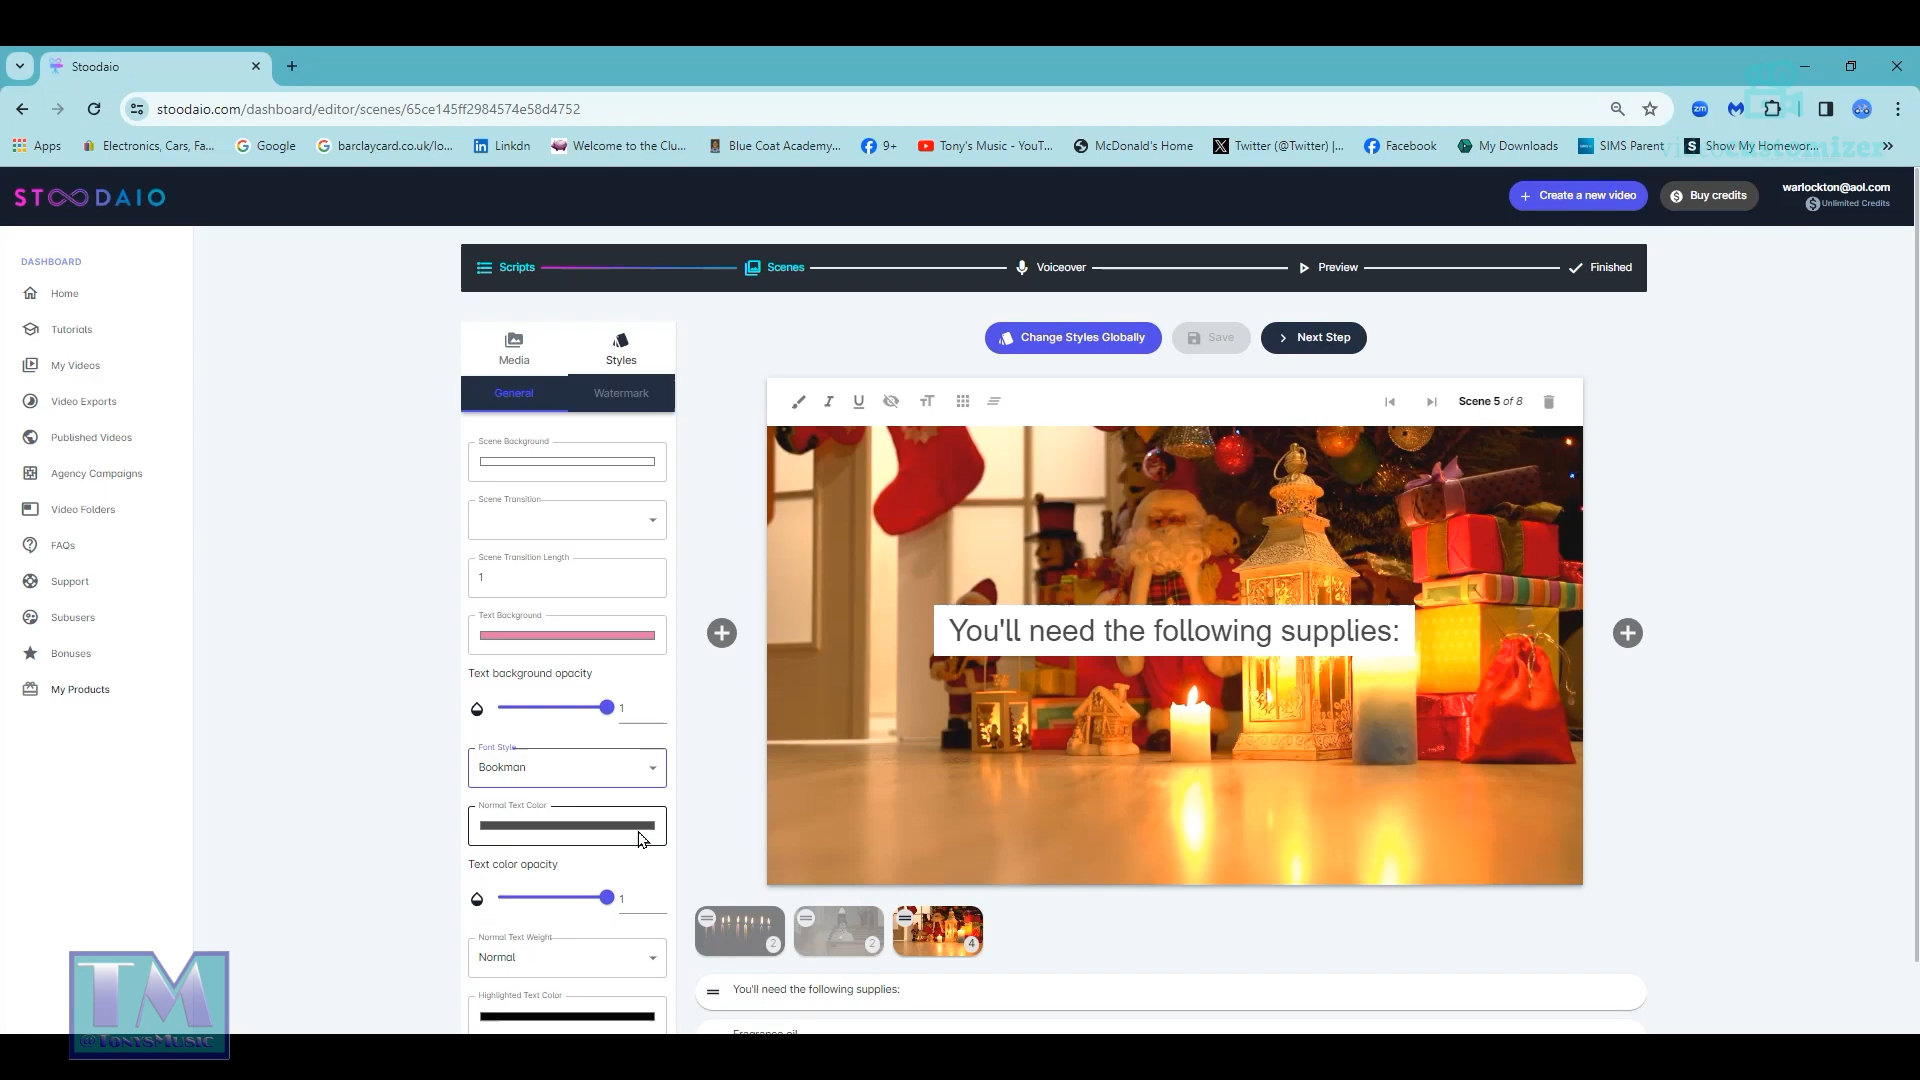 Stoodaio
stoodaio.com/dashboard/editor/scenes/65ce145ff2984574e58d4752
zm
Apps
Electronics, Cars, Fa...
Google
barclaycard.co.uk/lo...
Linkdn
Welcome to the Clu...
Blue Coat Academy...
9+
Tony's Music - YouT...
McDonald's Home
Twitter (@Twitter) |...
Facebook
My Downloads
SIMS Parent
Show My Homewor...
»
STOODAIO
Create a new video
Buy credits
warlockton@aol.com
Unlimited Credits
DASHBOARD
Home
Tutorials
My Videos
Video Exports
Published Videos
Agency Campaigns
Video Folders
FAQs
Support
Subusers
Bonuses
My Products
Scripts
Scenes
Voiceover
Preview
Finished
Media
Styles
General
Watermark
Scene Background
Scene Transition
Scene Transition Length
1
Text Background
Text background opacity
1
Font Style
Bookman
Normal Text Color
Text color opacity
1
Normal Text Weight
Normal
Highlighted Text Color
Change Styles Globally
Save
Next Step
Scene 5 of 8
You'll need the following supplies:
2
2
4
You'll need the following supplies:
Fragrance oil
TM
@TonysMusic